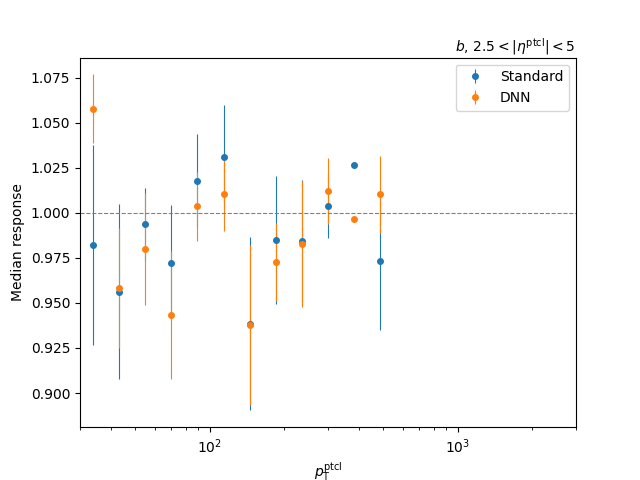 b, 2.5 < |η^ptcl| < 5
Standard
DNN
1.075
1.050
1.025
1.000
0.975
0.950
0.925
0.900
Median response
10^2
10^3
p_T^ptcl